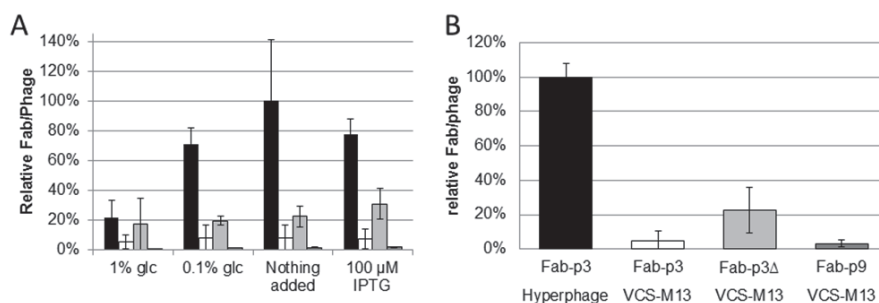 A
Relative Fab/Phage
140%
120%
100%
80%
60%
40%
20%
0%
1% glc
0.1% glc
Nothing added
100 µM IPTG
B
relative Fab/phage
120%
100%
80%
60%
40%
20%
0%
Fab-p3 Fab-p3 Fab-p3Δ Fab-p9
Hyperphage VCS-M13 VCS-M13 VCS-M13